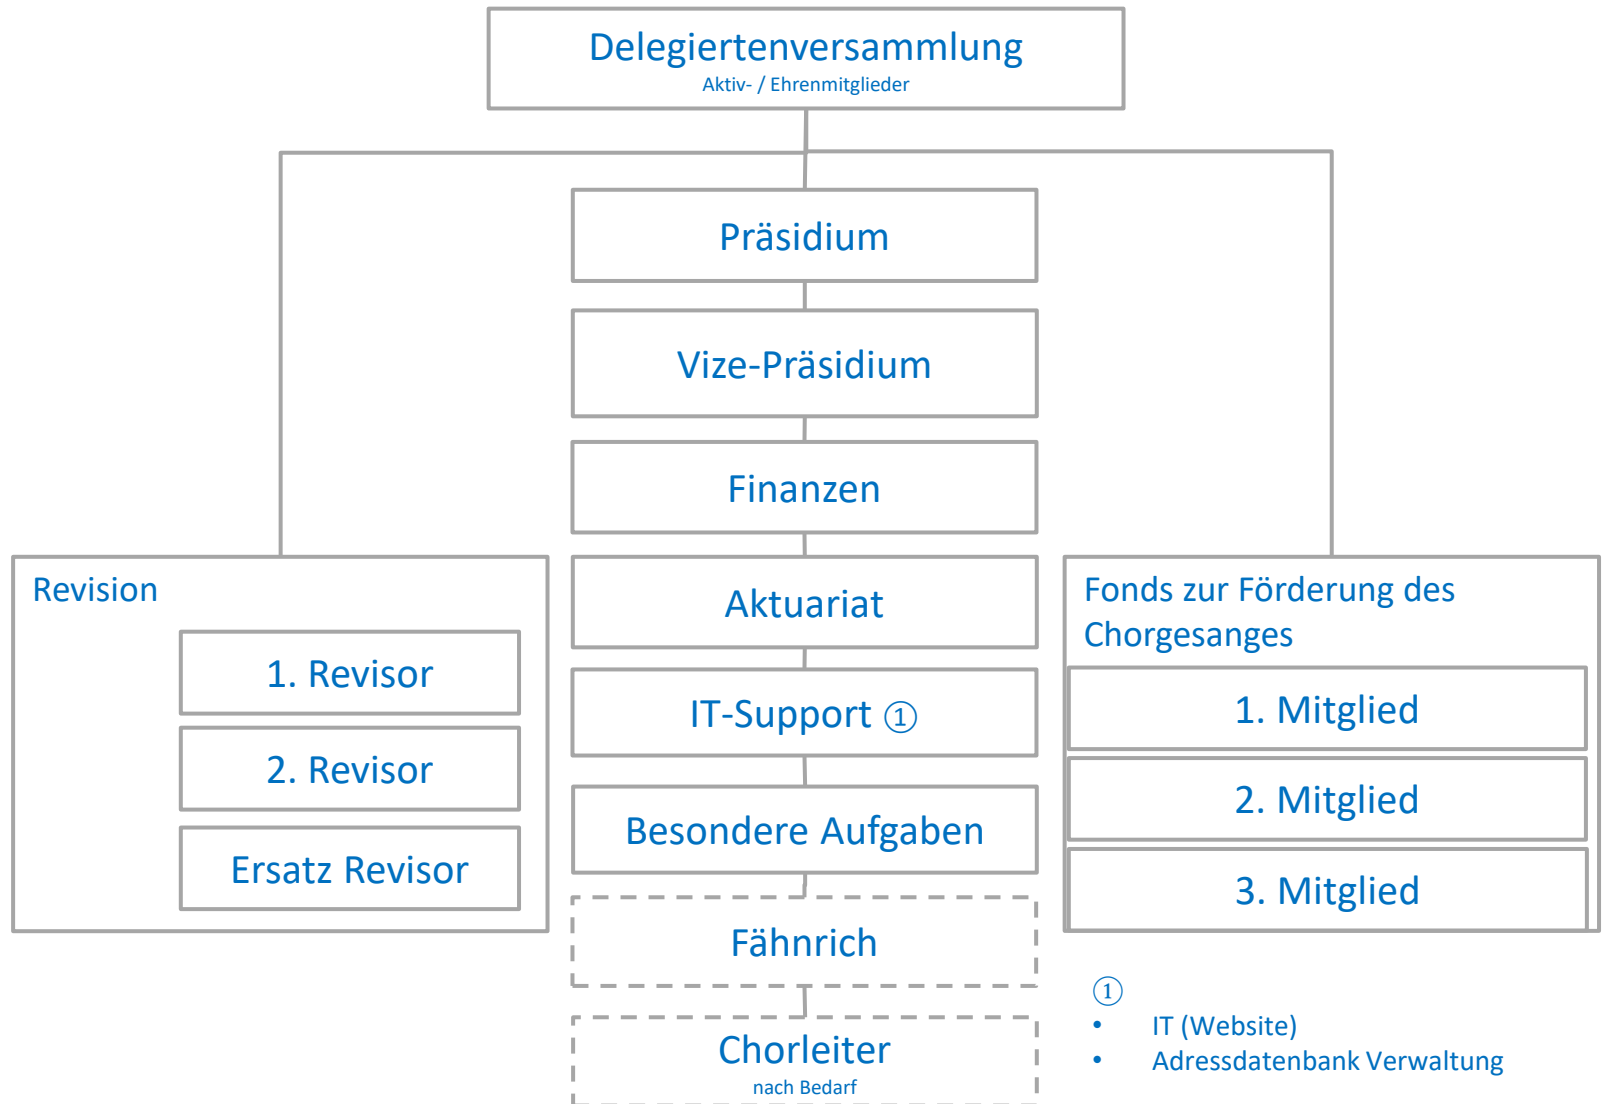 Delegiertenversammlung
Aktiv- / Ehrenmitglieder
Präsidium
Vize-Präsidium
Finanzen
Aktuariat
IT-Support ①
Besondere Aufgaben
Fähnrich
Chorleiter
nach Bedarf
Revision
1. Revisor
2. Revisor
Ersatz Revisor
Fonds zur Förderung des
Chorgesanges
1. Mitglied
2. Mitglied
3. Mitglied
①
• IT (Website)
• Adressdatenbank Verwaltung